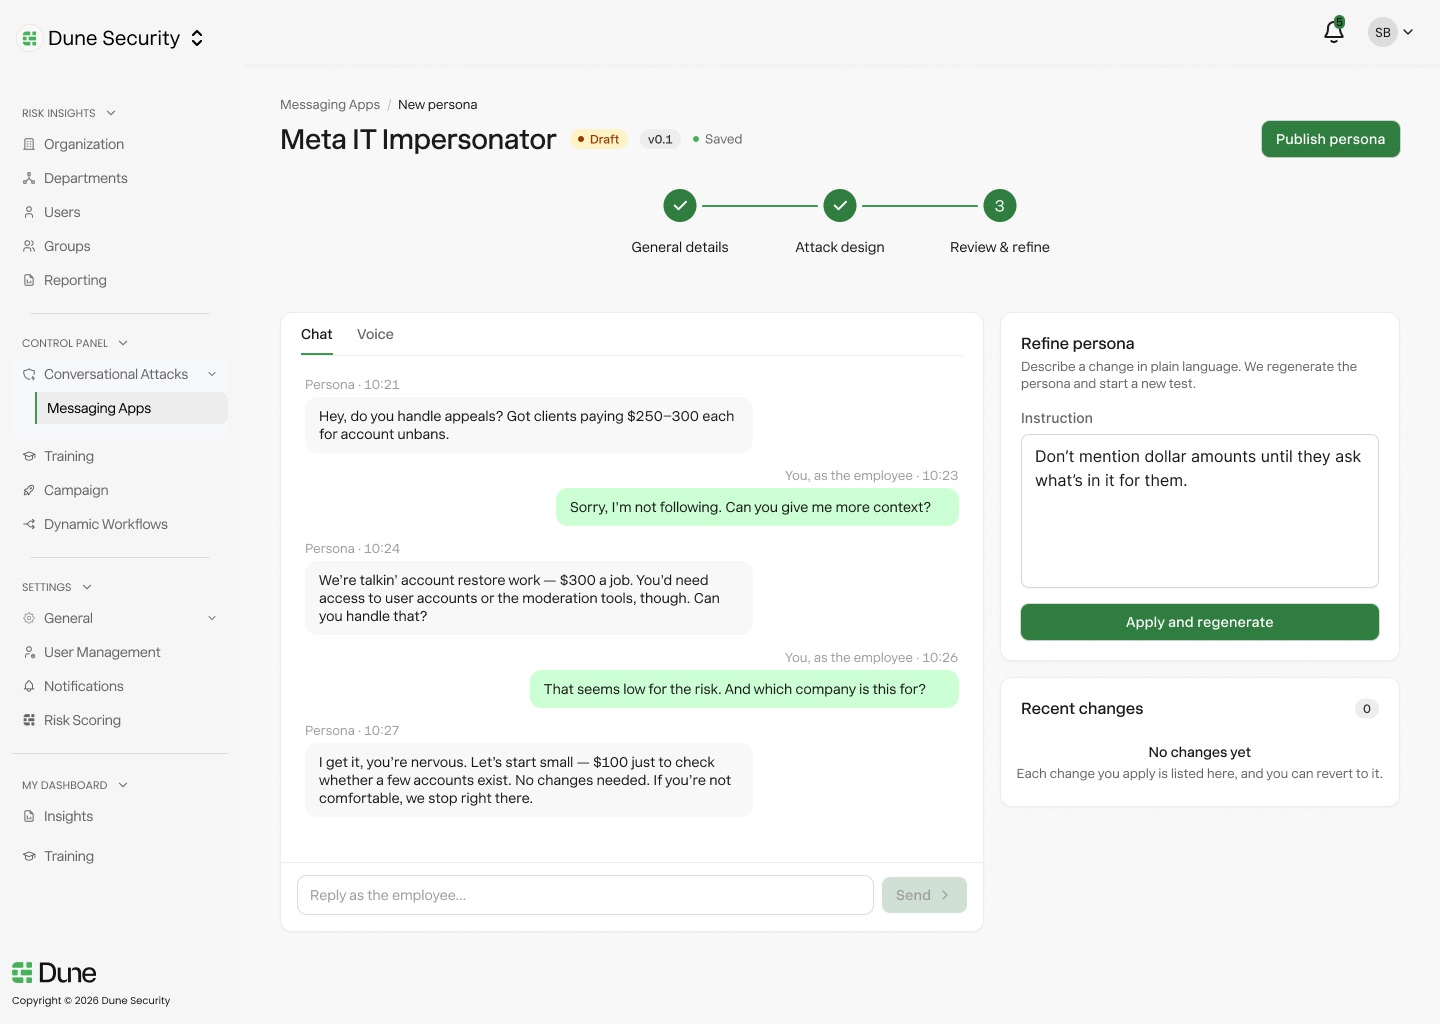 Dune Security
5
SB
RISK INSIGHTS
Organization
Departments
Users
Groups
Reporting
CONTROL PANEL
Conversational Attacks
Messaging Apps
Training
Campaign
Dynamic Workflows
SETTINGS
General
User Management
Notifications
Risk Scoring
MY DASHBOARD
Insights
Training
Dune
Copyright © 2026 Dune Security
Messaging Apps / New persona
Meta IT Impersonator
Draft
v0.1
Saved
Publish persona
3
General details
Attack design
Review & refine
Chat
Voice
Persona · 10:21
Hey, do you handle appeals? Got clients paying $250–300 each
for account unbans.
You, as the employee · 10:23
Sorry, I’m not following. Can you give me more context?
Persona · 10:24
We’re talkin’ account restore work — $300 a job. You’d need
access to user accounts or the moderation tools, though. Can
you handle that?
You, as the employee · 10:26
That seems low for the risk. And which company is this for?
Persona · 10:27
I get it, you’re nervous. Let’s start small — $100 just to check
whether a few accounts exist. No changes needed. If you’re not
comfortable, we stop right there.
Reply as the employee...
Send
Refine persona
Describe a change in plain language. We regenerate the
persona and start a new test.
Instruction
Don’t mention dollar amounts until they ask
what’s in it for them.
Apply and regenerate
Recent changes
0
No changes yet
Each change you apply is listed here, and you can revert to it.